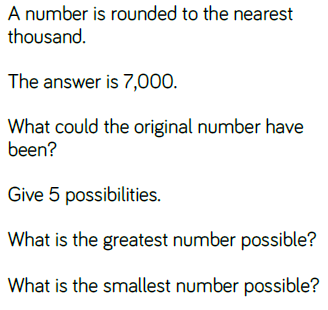 A number is rounded to the nearest
thousand.
The answer is 7,000.
What could the original number have
been?
Give 5 possibilities.
What is the greatest number possible?
What is the smallest number possible?